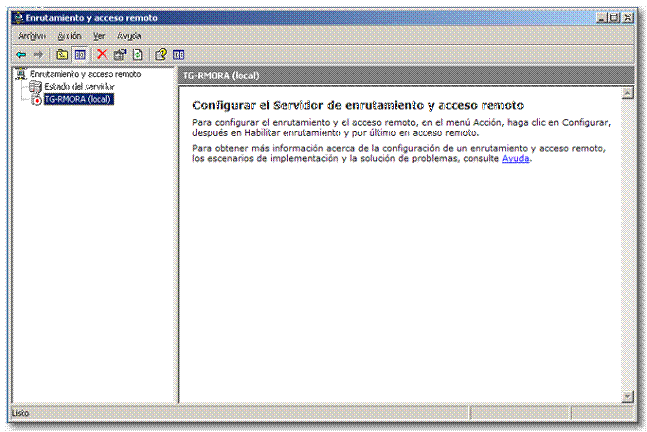 Enrutamiento y acceso remoto
Archivo Acción Ver Ayuda
Enrutamiento y acceso remoto
Estado del servidor
TG-RMORA (local)
TG-RMORA (local)
Configurar el Servidor de enrutamiento y acceso remoto
Para configurar el enrutamiento y el acceso remoto, en el menú Acción, haga clic en Configurar,
después en Habilitar enrutamiento y por último en acceso remoto.
Para obtener más información acerca de la configuración de un enrutamiento y acceso remoto,
los escenarios de implementación y la solución de problemas, consulte Ayuda.
Listo